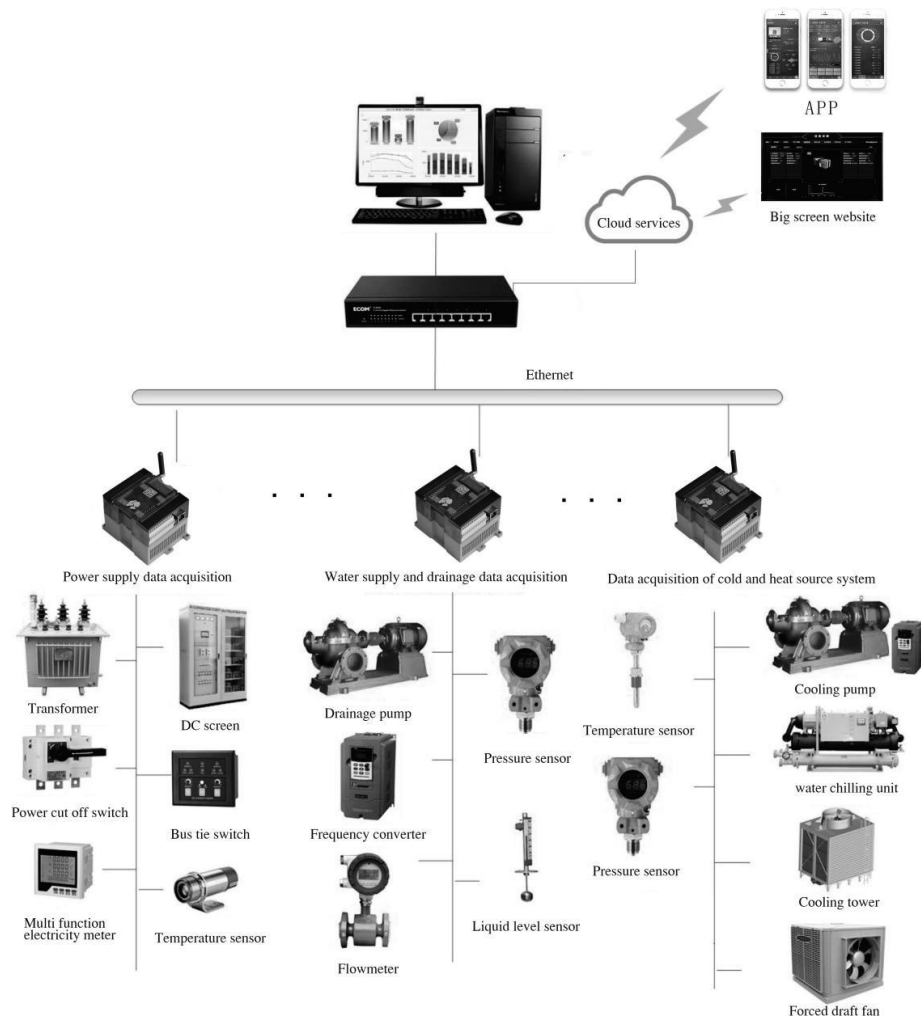 APP
Big screen website
Cloud services
ECOM
Ethernet
Power supply data acquisition
Water supply and drainage data acquisition
Data acquisition of cold and heat source system
Transformer
DC screen
Drainage pump
Pressure sensor
Temperature sensor
Cooling pump
Power cut off switch
Bus tie switch
Frequency converter
Pressure sensor
water chilling unit
Multi function
electricity meter
Temperature sensor
Flowmeter
Liquid level sensor
Cooling tower
Forced draft fan